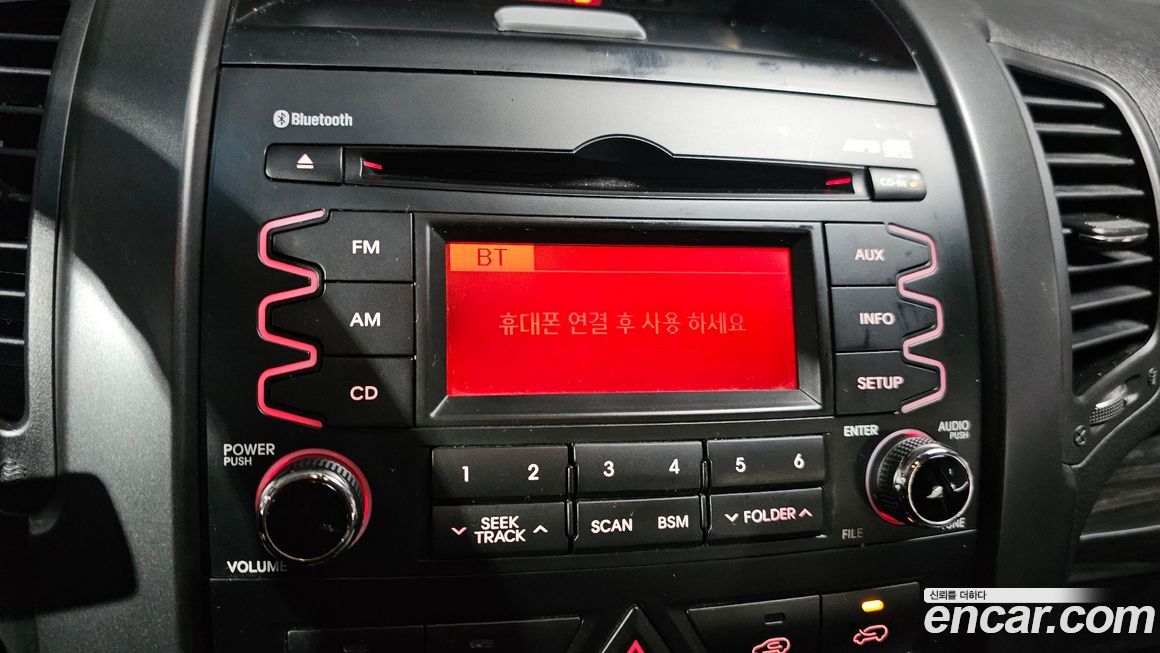 Bluetooth
CD-IN
FM
AUX
BT
휴대폰 연결 후 사용 하세요
AM
INFO
CD
SETUP
POWER
PUSH
ENTER
AUDIO
PUSH
1 2 3 4 5 6
SEEK
TRACK
SCAN
BSM
FOLDER
FILE
TUNE
VOLUME
신뢰를 더하다
encar.com